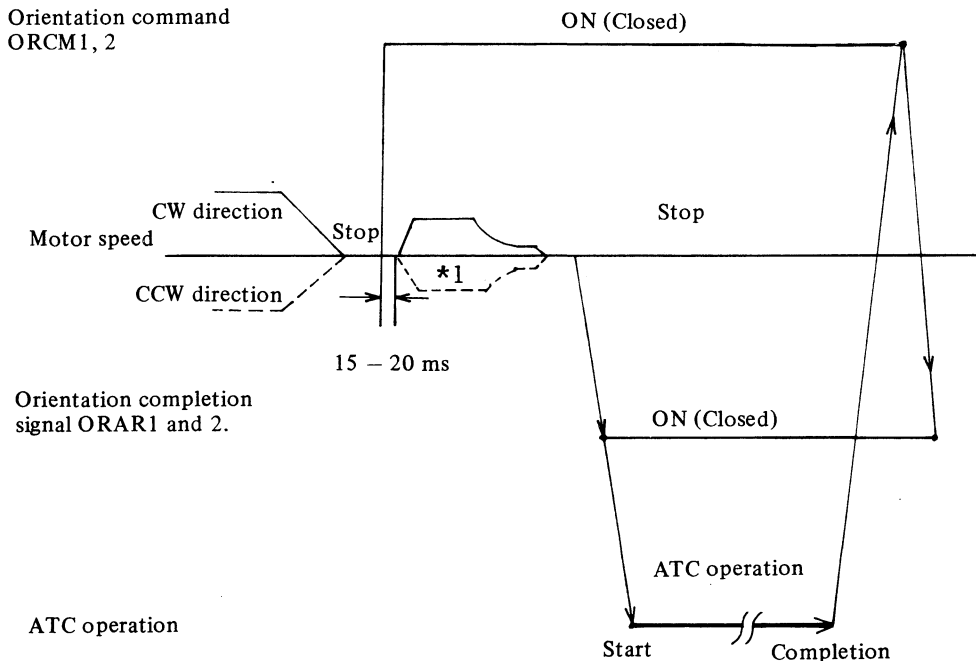 Orientation command
ORCM1, 2
ON (Closed)
CW direction
Stop
Stop
Motor speed
*1
CCW direction
15 – 20 ms
Orientation completion
signal ORAR1 and 2.
ON (Closed)
ATC operation
ATC operation
Start
Completion